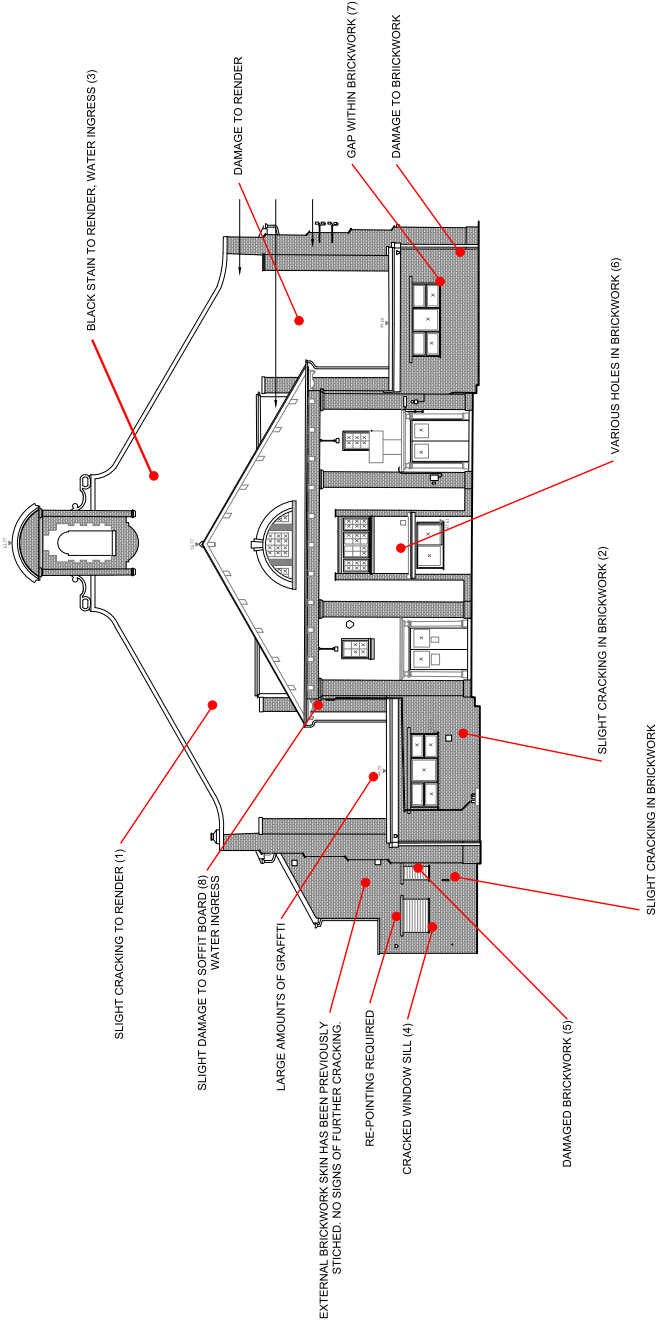 SLIGHT CRACKING TO RENDER (1)
BLACK STAIN TO RENDER, WATER INGRESS (3)
SLIGHT DAMAGE TO SOFFIT BOARD (8)
WATER INGRESS
DAMAGE TO RENDER
LARGE AMOUNTS OF GRAFFTI
EXTERNAL BRICKWORK SKIN HAS BEEN PREVIOUSLY
STICHED. NO SIGNS OF FURTHER CRACKING.
GAP WITHIN BRICKWORK (7)
RE-POINTING REQUIRED
DAMAGE TO BRIICKWORK
CRACKED WINDOW SILL (4)
DAMAGED BRICKWORK (5)
SLIGHT CRACKING IN BRICKWORK (2)
VARIOUS HOLES IN BRICKWORK (6)
SLIGHT CRACKING IN BRICKWORK